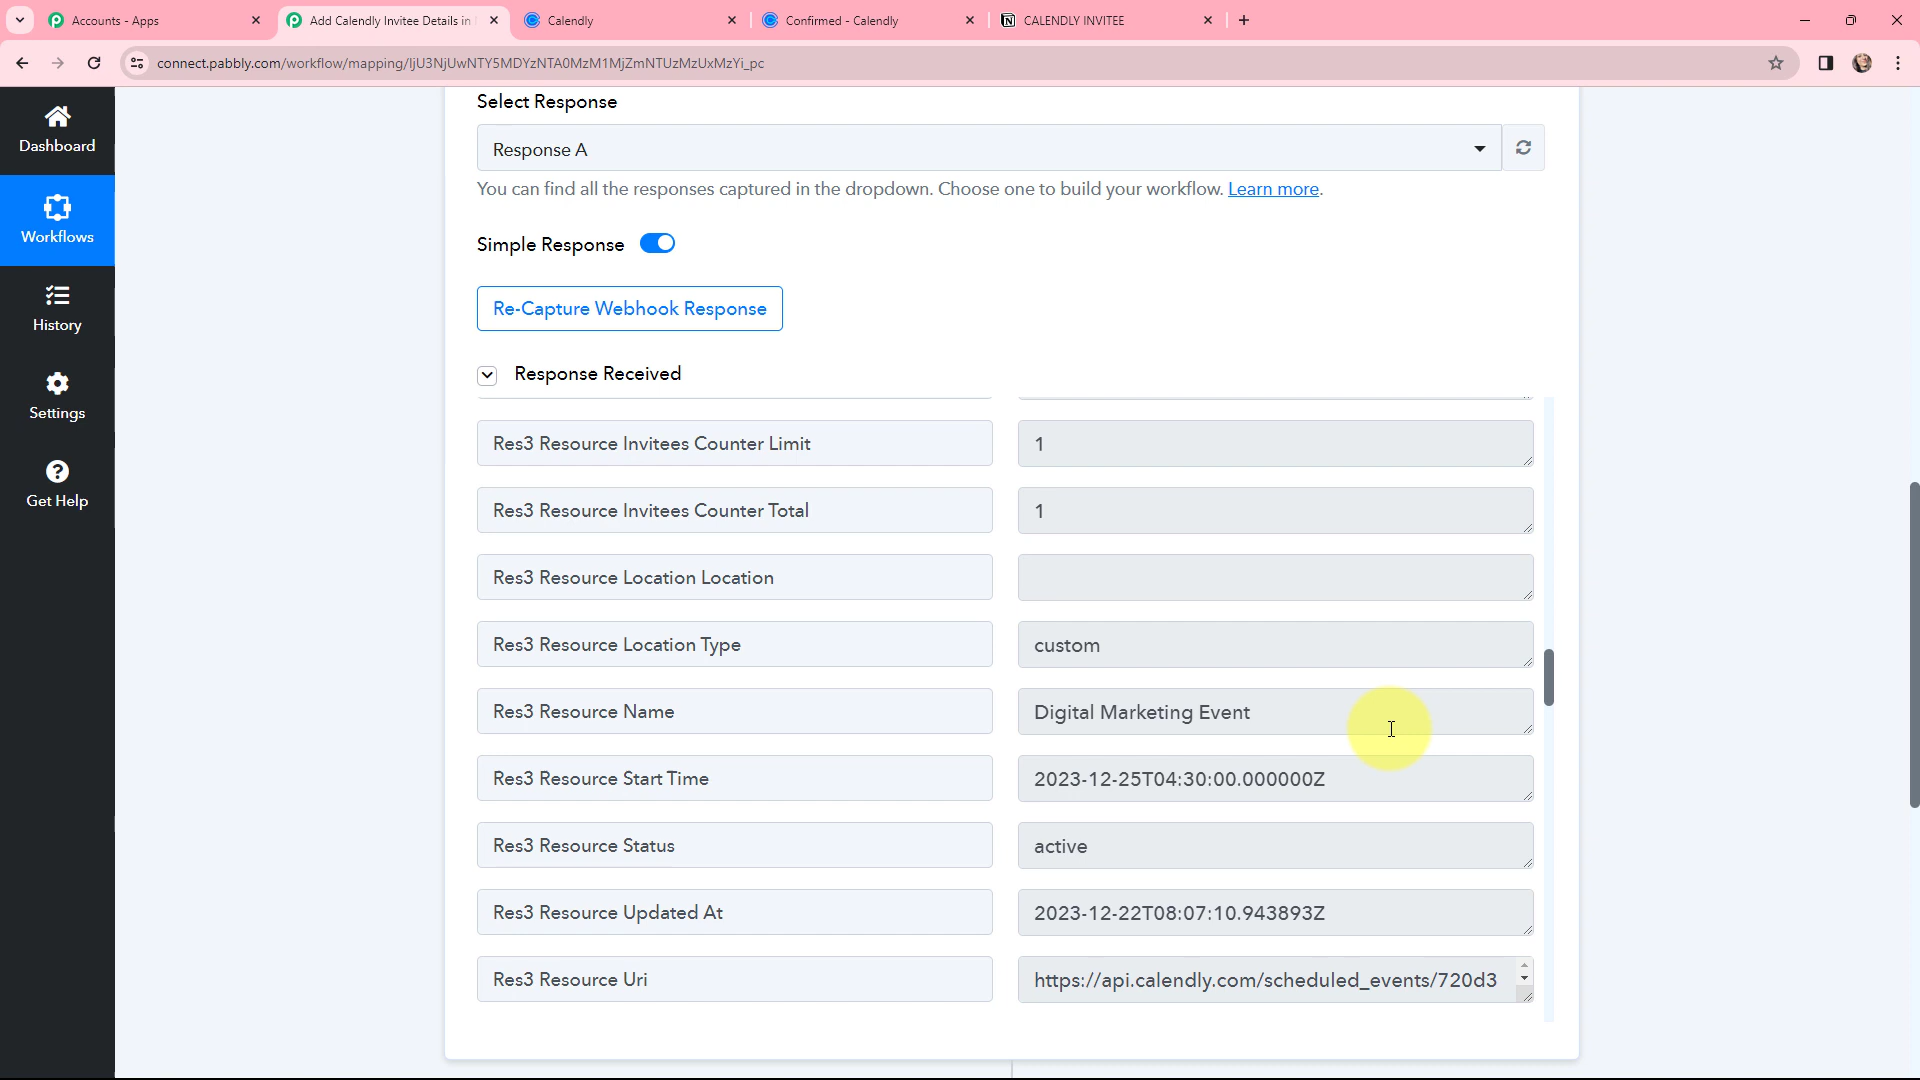 Accounts - Apps
Add Calendly Invitee Details in
Calendly
Confirmed - Calendly
CALENDLY INVITEE
connect.pabbly.com/workflow/mapping/IjU3NjUwNTY5MDYzNTA0MzM1MjZmNTUzMzUxMzYi_pc
Dashboard
Workflows
History
Settings
Get Help
Select Response
Response A
You can find all the responses captured in the dropdown. Choose one to build your workflow. Learn more.
Simple Response
Re-Capture Webhook Response
Response Received
Res3 Resource Invitees Counter Limit
1
Res3 Resource Invitees Counter Total
1
Res3 Resource Location Location
Res3 Resource Location Type
custom
Res3 Resource Name
Digital Marketing Event
Res3 Resource Start Time
2023-12-25T04:30:00.000000Z
Res3 Resource Status
active
Res3 Resource Updated At
2023-12-22T08:07:10.943893Z
Res3 Resource Uri
https://api.calendly.com/scheduled_events/720d3